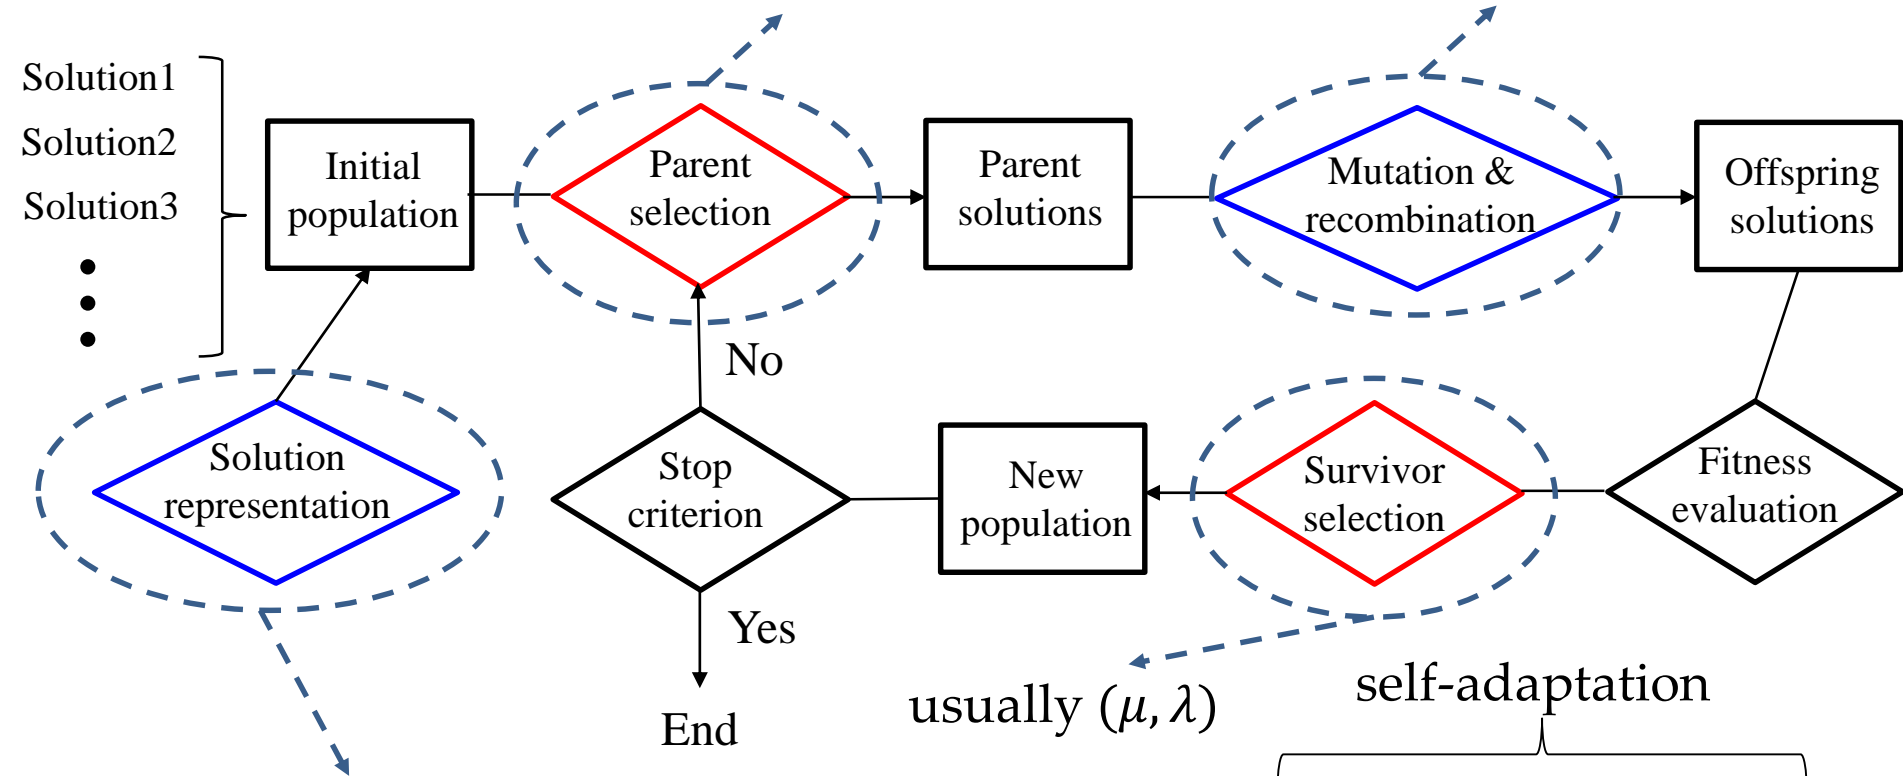 Solution1
Solution2
Solution3
Initial
population
Parent
selection
Parent
solutions
Mutation &
recombination
Offspring
solutions
No
Solution
representation
Stop
criterion
New
population
Survivor
selection
Fitness
evaluation
Yes
End
usually (μ, λ)
self-adaptation